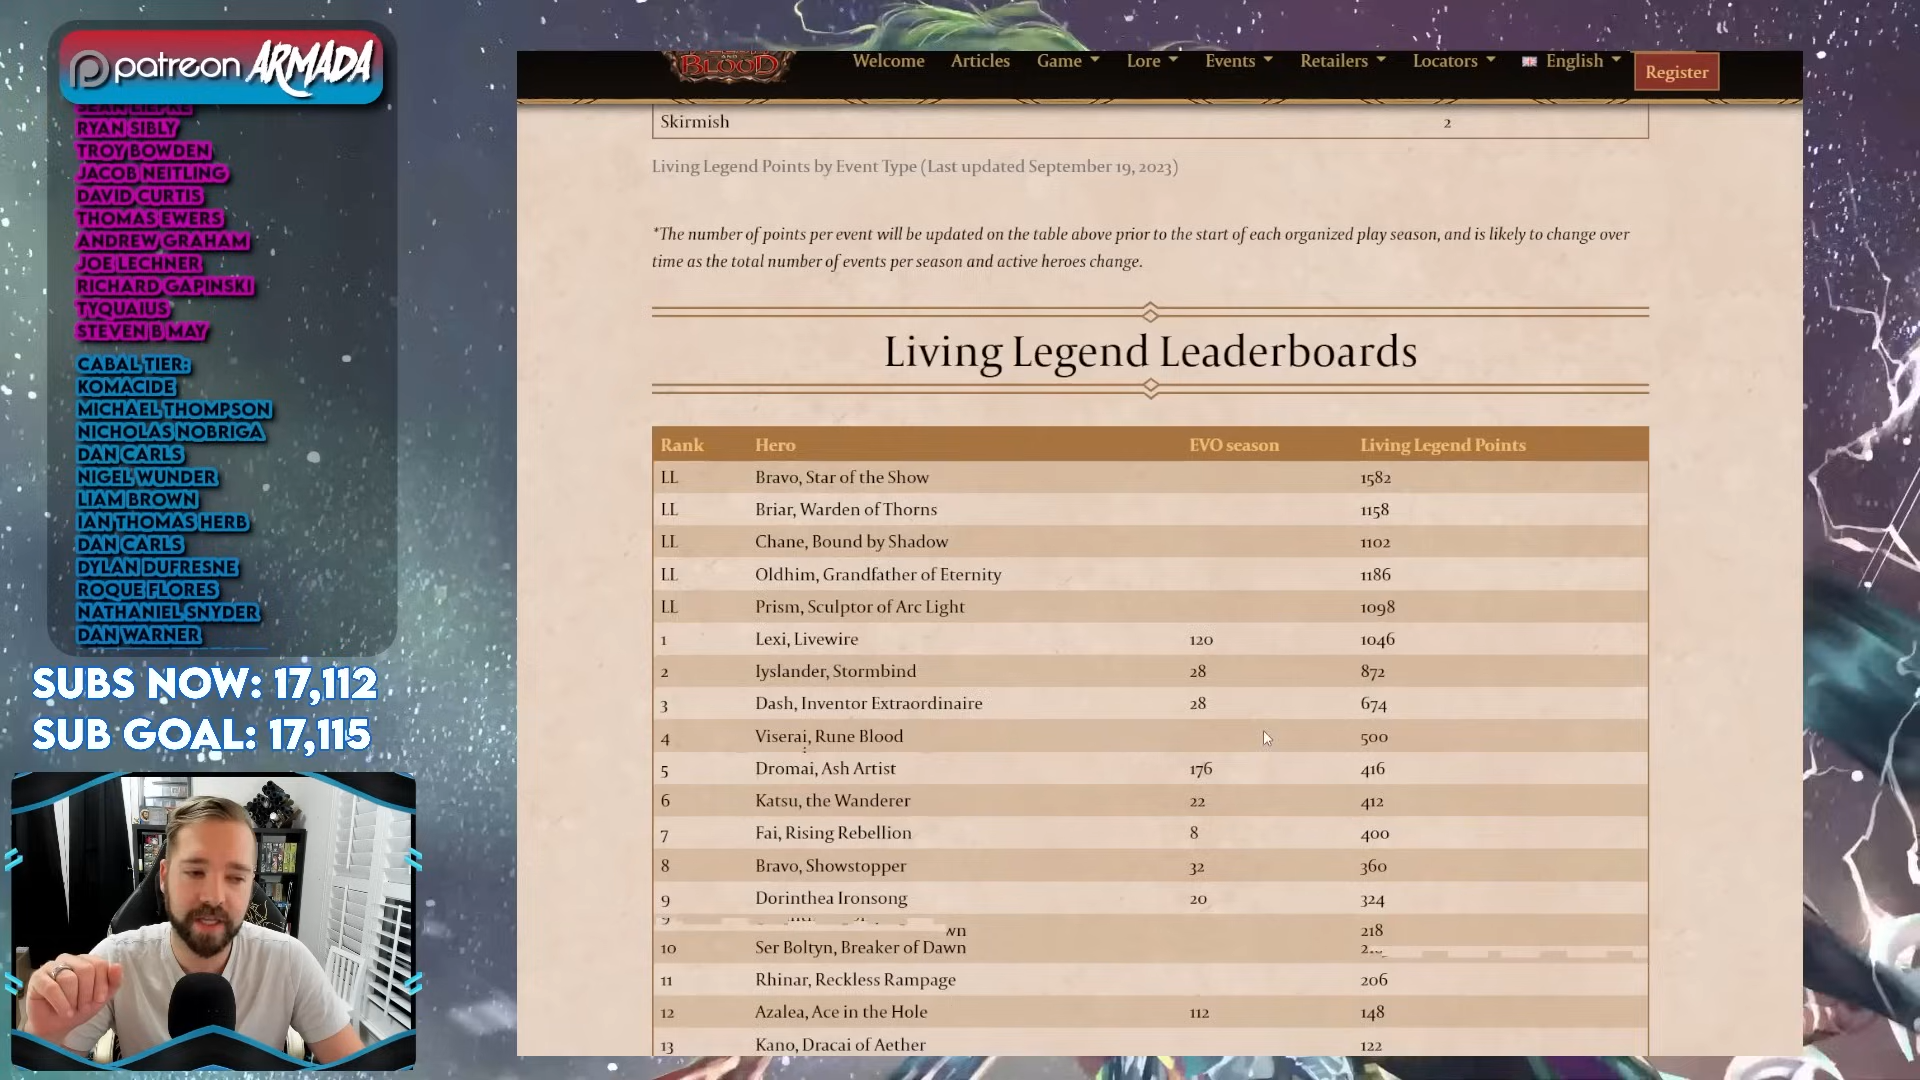 patreon ARMADA
SEAN LIEPKE
RYAN SIBLY
TROY BOWDEN
JACOB NEITLING
DAVID CURTIS
THOMAS EWERS
ANDREW GRAHAM
JOE LECHNER
RICHARD GAPINSKI
TYQUAIUS
STEVEN B MAY
CABAL TIER:
KOMACIDE
MICHAEL THOMPSON
NICHOLAS NOBRIGA
DAN CARLS
NIGEL WUNDER
LIAM BROWN
IAN THOMAS HERB
DAN CARLS
DYLAN DUFRESNE
ROQUE FLORES
NATHANIEL SNYDER
DAN WARNER
SUBS NOW: 17,112
SUB GOAL: 17,115
BLOOD Welcome Articles Game Lore Events Retailers Locators English Register
Skirmish 2
Living Legend Points by Event Type (Last updated September 19, 2023)
*The number of points per event will be updated on the table above prior to the start of each organized play season, and is likely to change over
time as the total number of events per season and active heroes change.
Living Legend Leaderboards
Rank Hero EVO season Living Legend Points
LL Bravo, Star of the Show 1582
LL Briar, Warden of Thorns 1158
LL Chane, Bound by Shadow 1102
LL Oldhim, Grandfather of Eternity 1186
LL Prism, Sculptor of Arc Light 1098
1 Lexi, Livewire 120 1046
2 Iyslander, Stormbind 28 872
3 Dash, Inventor Extraordinaire 28 674
4 Viserai, Rune Blood 500
5 Dromai, Ash Artist 176 416
6 Katsu, the Wanderer 22 412
7 Fai, Rising Rebellion 8 400
8 Bravo, Showstopper 32 360
9 Dorinthea Ironsong 20 324
wn 218
10 Ser Boltyn, Breaker of Dawn
11 Rhinar, Reckless Rampage 206
12 Azalea, Ace in the Hole 112 148
13 Kano, Dracai of Aether 122